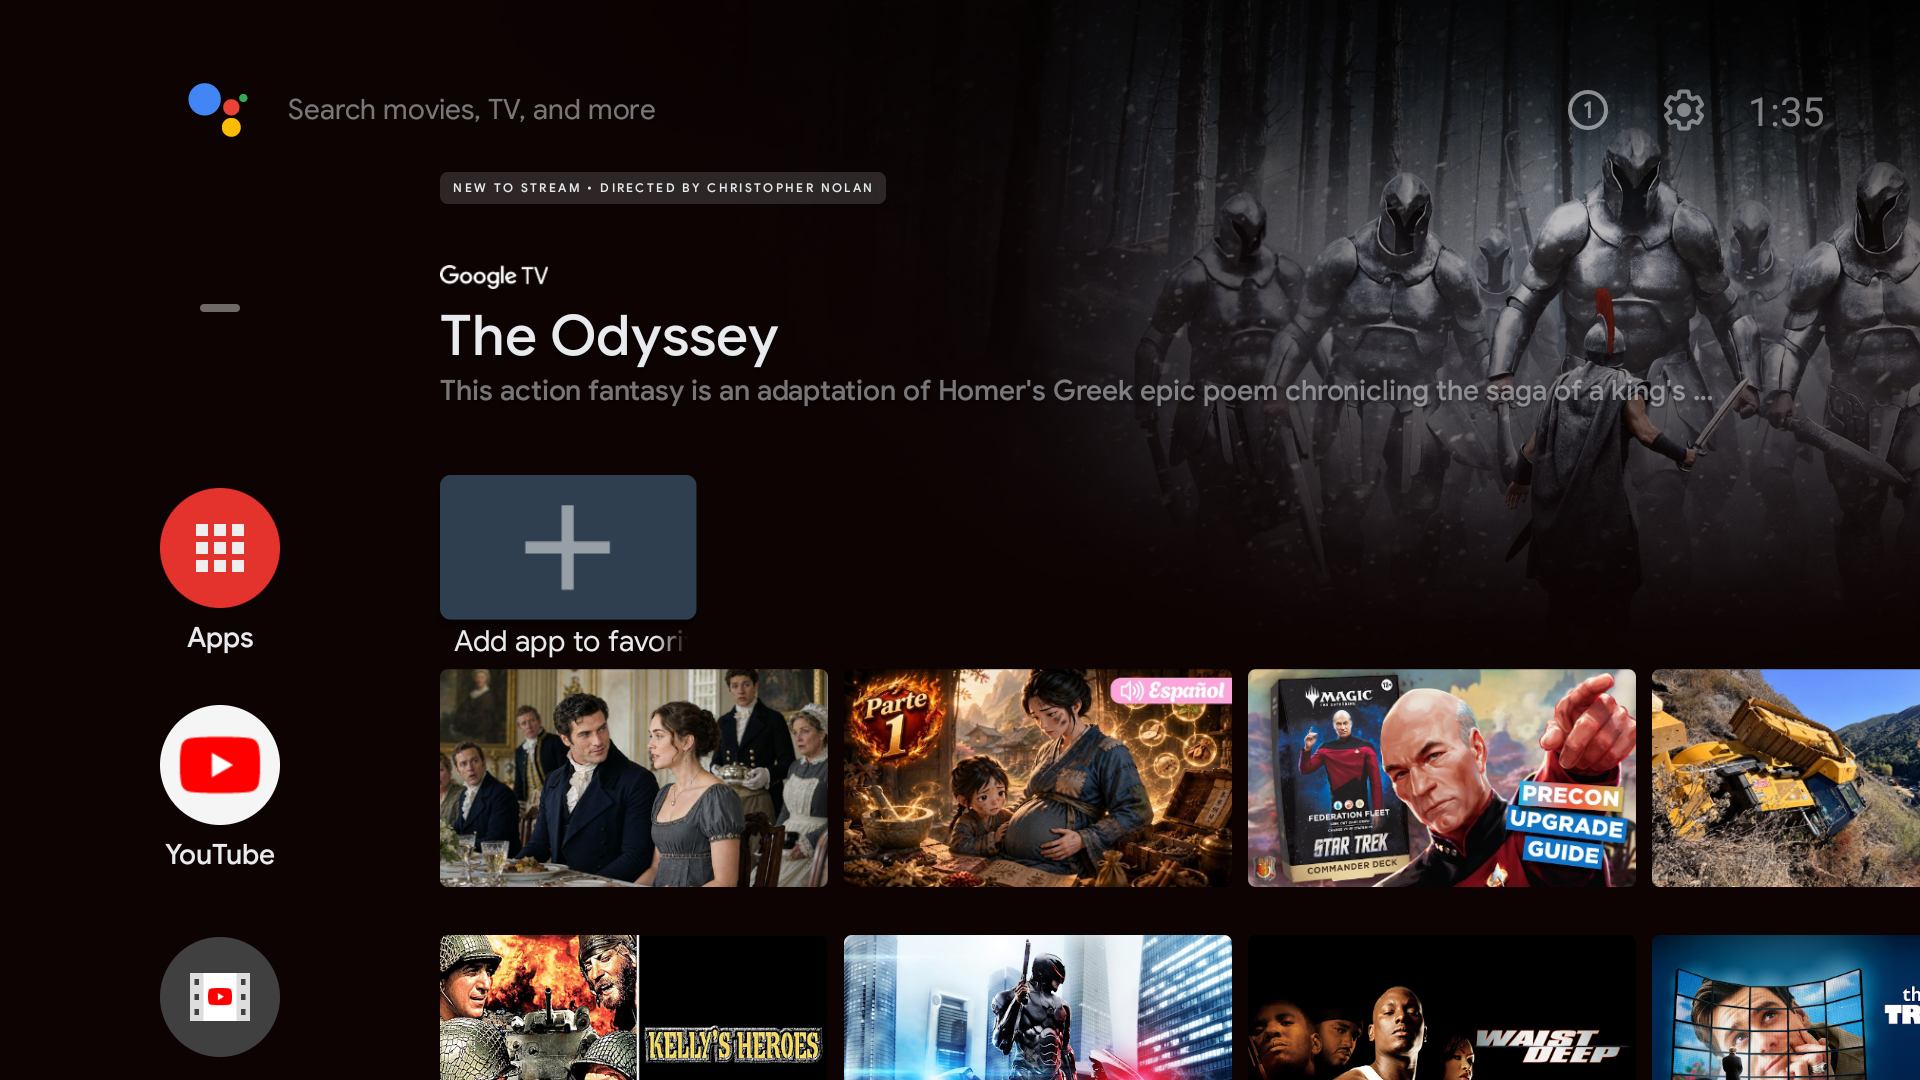 Search movies, TV, and more
1
1:35
NEW TO STREAM • DIRECTED BY CHRISTOPHER NOLAN
Google TV
The Odyssey
This action fantasy is an adaptation of Homer's Greek epic poem chronicling the saga of a king's ...
Add app to favori
Apps
Parte
1
Español
MAGIC
FEDERATION FLEET
STAR TREK
COMMANDER DECK
PRECON
UPGRADE
GUIDE
YouTube
KELLY'S HEROES
WAIST
DEEP
th
TR